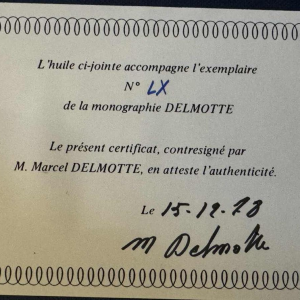 L'huile ci-jointe accompagne l'exemplaire
N° LX
de la monographie DELMOTTE
Le présent certificat, contresigné par
M. Marcel DELMOTTE, en atteste l'authenticité.
Le 15.12.73
M Delmotte